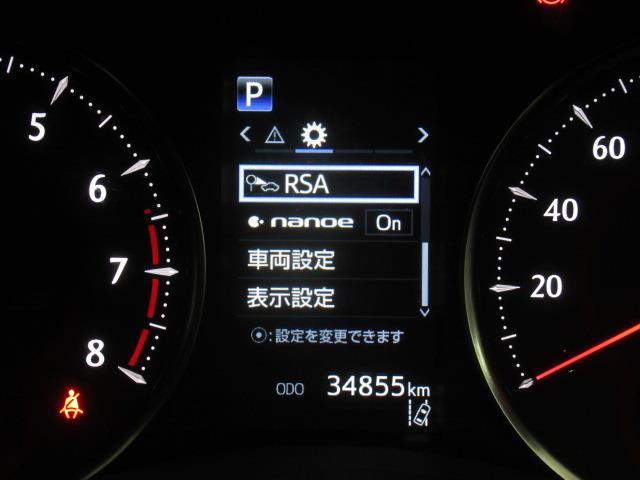 P
RSA
nanoe On
車両設定
表示設定
:設定を変更できます
ODO 34855km
5
6
7
8
60
40
20